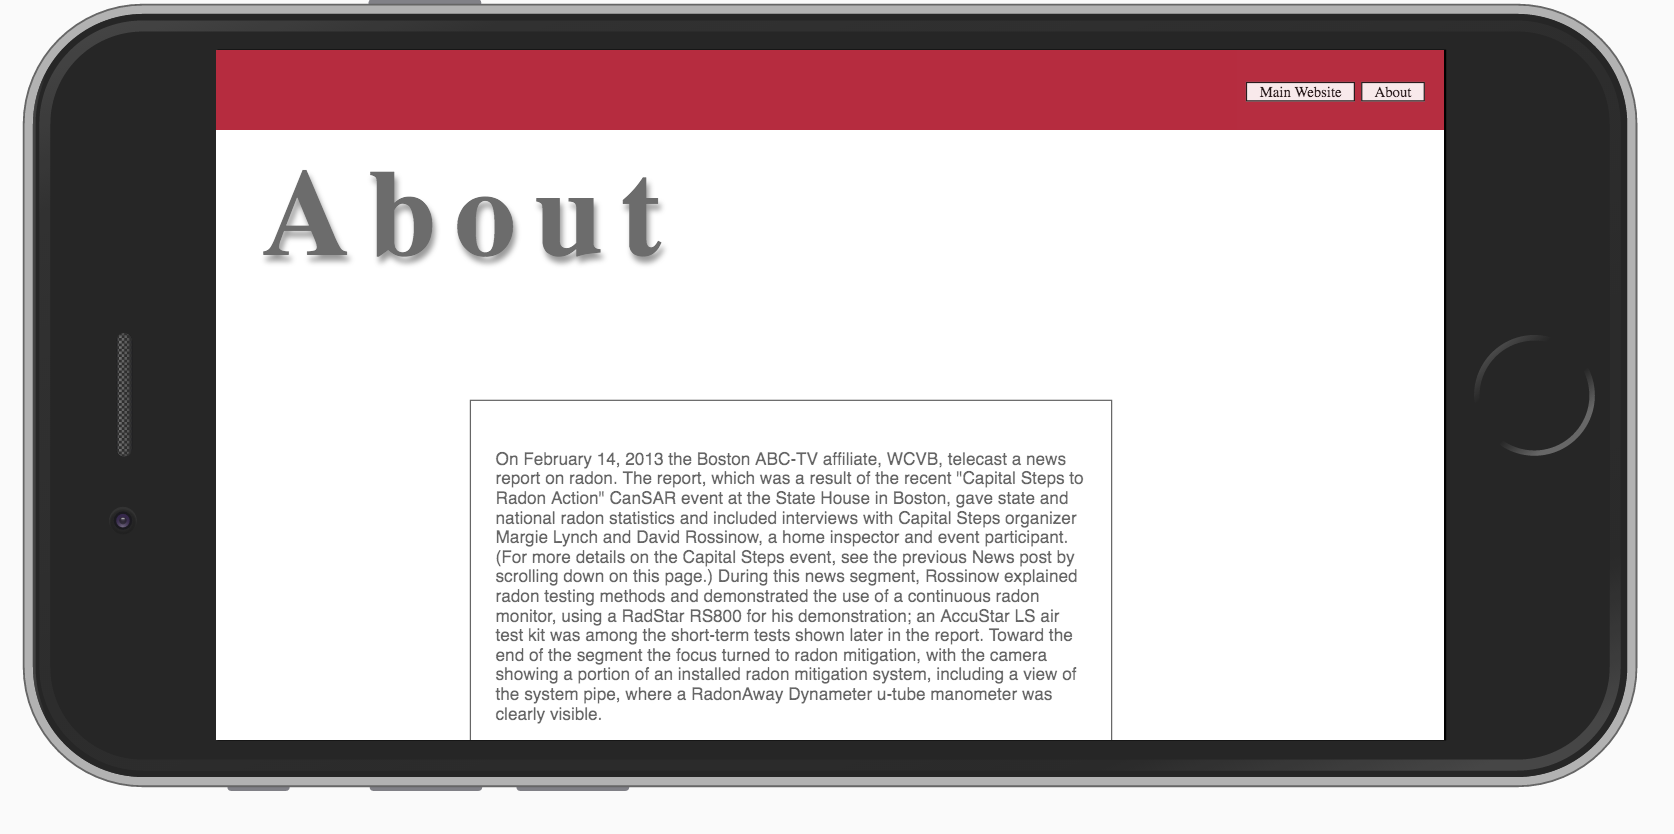 Main Website About
About
On February 14, 2013 the Boston ABC-TV affiliate, WCVB, telecast a news
report on radon. The report, which was a result of the recent "Capital Steps to
Radon Action" CanSAR event at the State House in Boston, gave state and
national radon statistics and included interviews with Capital Steps organizer
Margie Lynch and David Rossinow, a home inspector and event participant.
(For more details on the Capital Steps event, see the previous News post by
scrolling down on this page.) During this news segment, Rossinow explained
radon testing methods and demonstrated the use of a continuous radon
monitor, using a RadStar RS800 for his demonstration; an AccuStar LS air
test kit was among the short-term tests shown later in the report. Toward the
end of the segment the focus turned to radon mitigation, with the camera
showing a portion of an installed radon mitigation system, including a view of
the system pipe, where a RadonAway Dynameter u-tube manometer was
clearly visible.